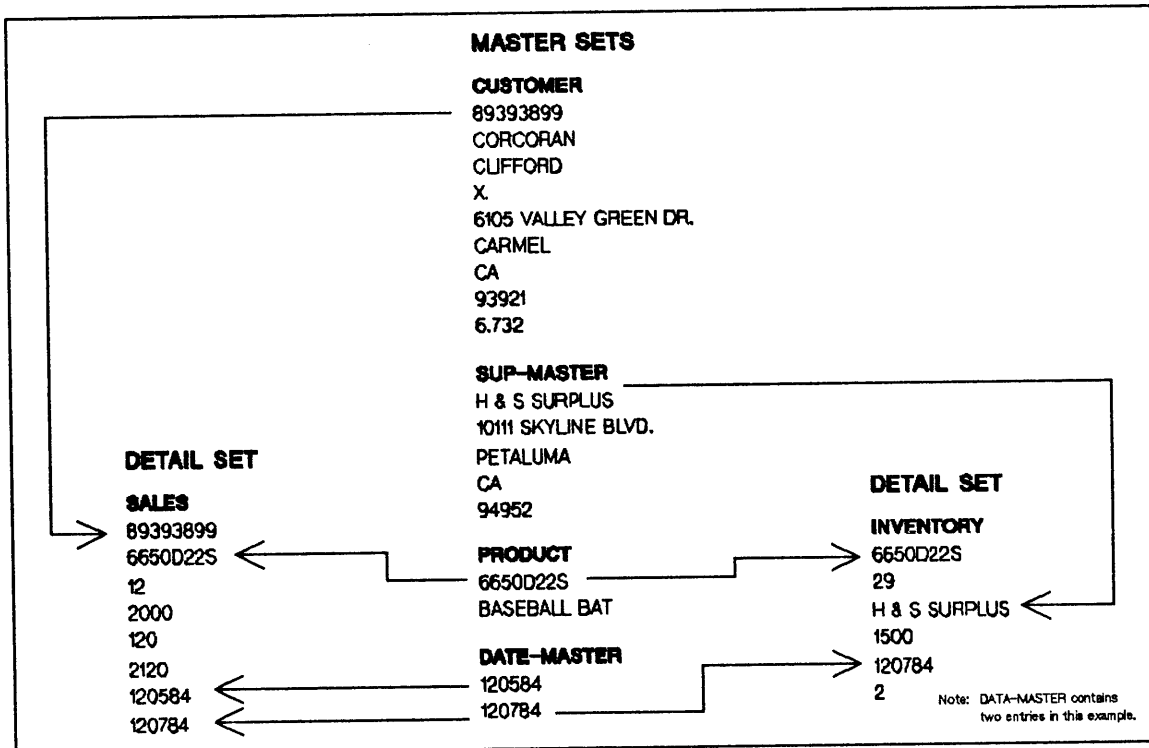 MASTER SETS
CUSTOMER
89393899
CORCORAN
CLIFFORD
X.
6105 VALLEY GREEN DR.
CARMEL
CA
93921
6.732
SUP-MASTER
H & S SURPLUS
10111 SKYLINE BLVD.
PETALUMA
CA
94952
DETAIL SET
SALES
89393899
6650D22S
12
2000
120
2120
120584
120784
PRODUCT
6650D22S
BASEBALL BAT
DATE-MASTER
120584
120784
DETAIL SET
INVENTORY
6650D22S
29
H & S SURPLUS
1500
120784
2
Note: DATA-MASTER contains
two entries in this example.